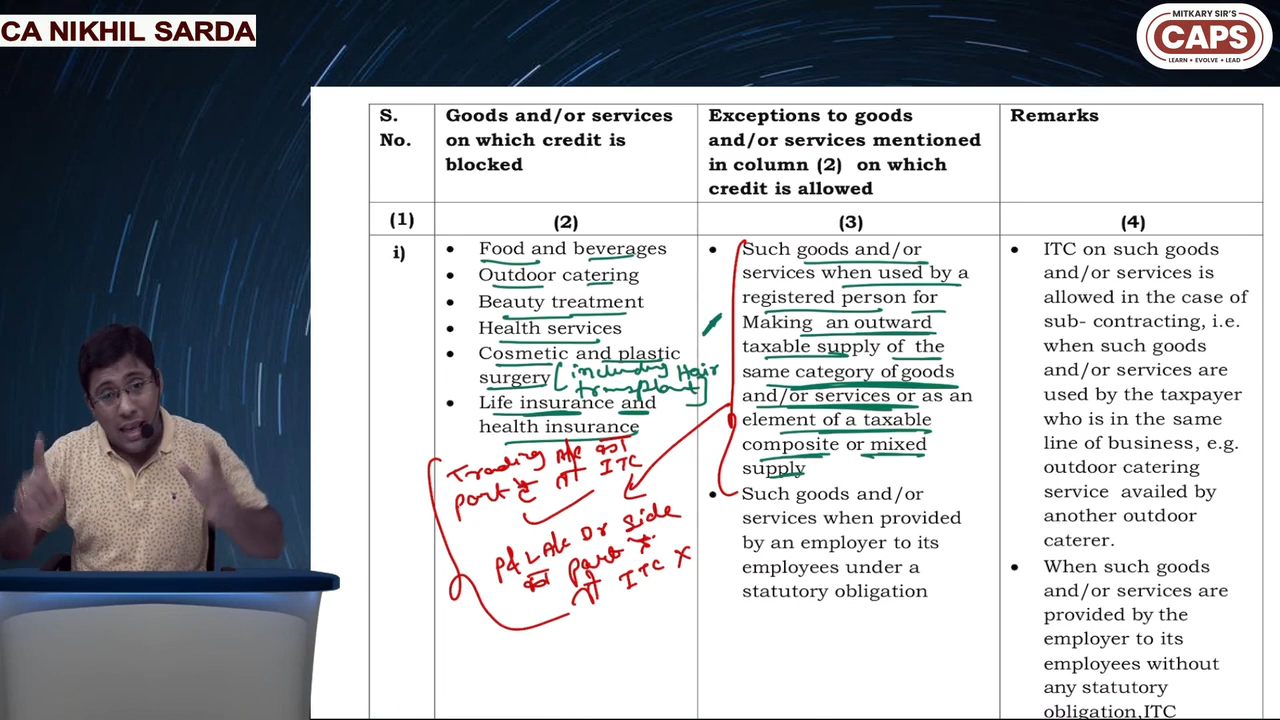 CA NIKHIL SARDA
MITKARY SIR'S
CAPS
LEARN • EVOLVE • LEAD
S.
No.
Goods and/or services
on which credit is
blocked
Exceptions to goods
and/or services mentioned
in column (2) on which
credit is allowed
Remarks
(1)
(2)
(3)
(4)
i)
• Food and beverages
• Outdoor catering
• Beauty treatment
• Health services
• Cosmetic and plastic
surgery
(including Hair
transplant)
• Life insurance and
health insurance
Trading A/c का
part है तो ITC
P&L A/c Dr Side
का part
तो ITC X
• Such goods and/or
services when used by a
registered person for
Making an outward
taxable supply of the
same category of goods
and/or services or as an
element of a taxable
composite or mixed
supply
• Such goods and/or
services when provided
by an employer to its
employees under a
statutory obligation
• ITC on such goods
and/or services is
allowed in the case of
sub- contracting, i.e.
when such goods
and/or services are
used by the taxpayer
who is in the same
line of business, e.g.
outdoor catering
service availed by
another outdoor
caterer.
• When such goods
and/or services are
provided by the
employer to its
employees without
any statutory
obligation,ITC